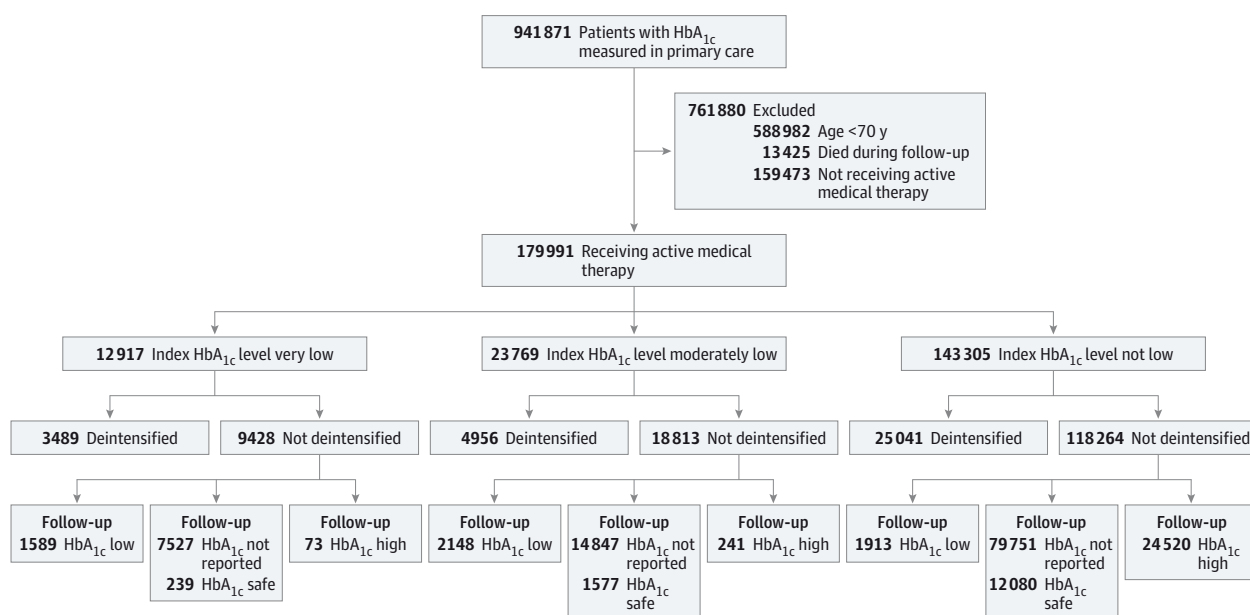 941871 Patients with HbA1c
measured in primary care
761880 Excluded
588982 Age <70 y
13425 Died during follow-up
159473 Not receiving active
medical therapy
179991 Receiving active medical
therapy
12917 Index HbA1c level very low
23769 Index HbA1c level moderately low
143305 Index HbA1c level not low
3489 Deintensified
9428 Not deintensified
4956 Deintensified
18813 Not deintensified
25041 Deintensified
118264 Not deintensified
Follow-up
1589 HbA1c low
Follow-up
7527 HbA1c not
reported
239 HbA1c safe
Follow-up
73 HbA1c high
Follow-up
2148 HbA1c low
Follow-up
14847 HbA1c not
reported
1577 HbA1c
safe
Follow-up
241 HbA1c high
Follow-up
1913 HbA1c low
Follow-up
79751 HbA1c not
reported
12080 HbA1c
safe
Follow-up
24520 HbA1c
high